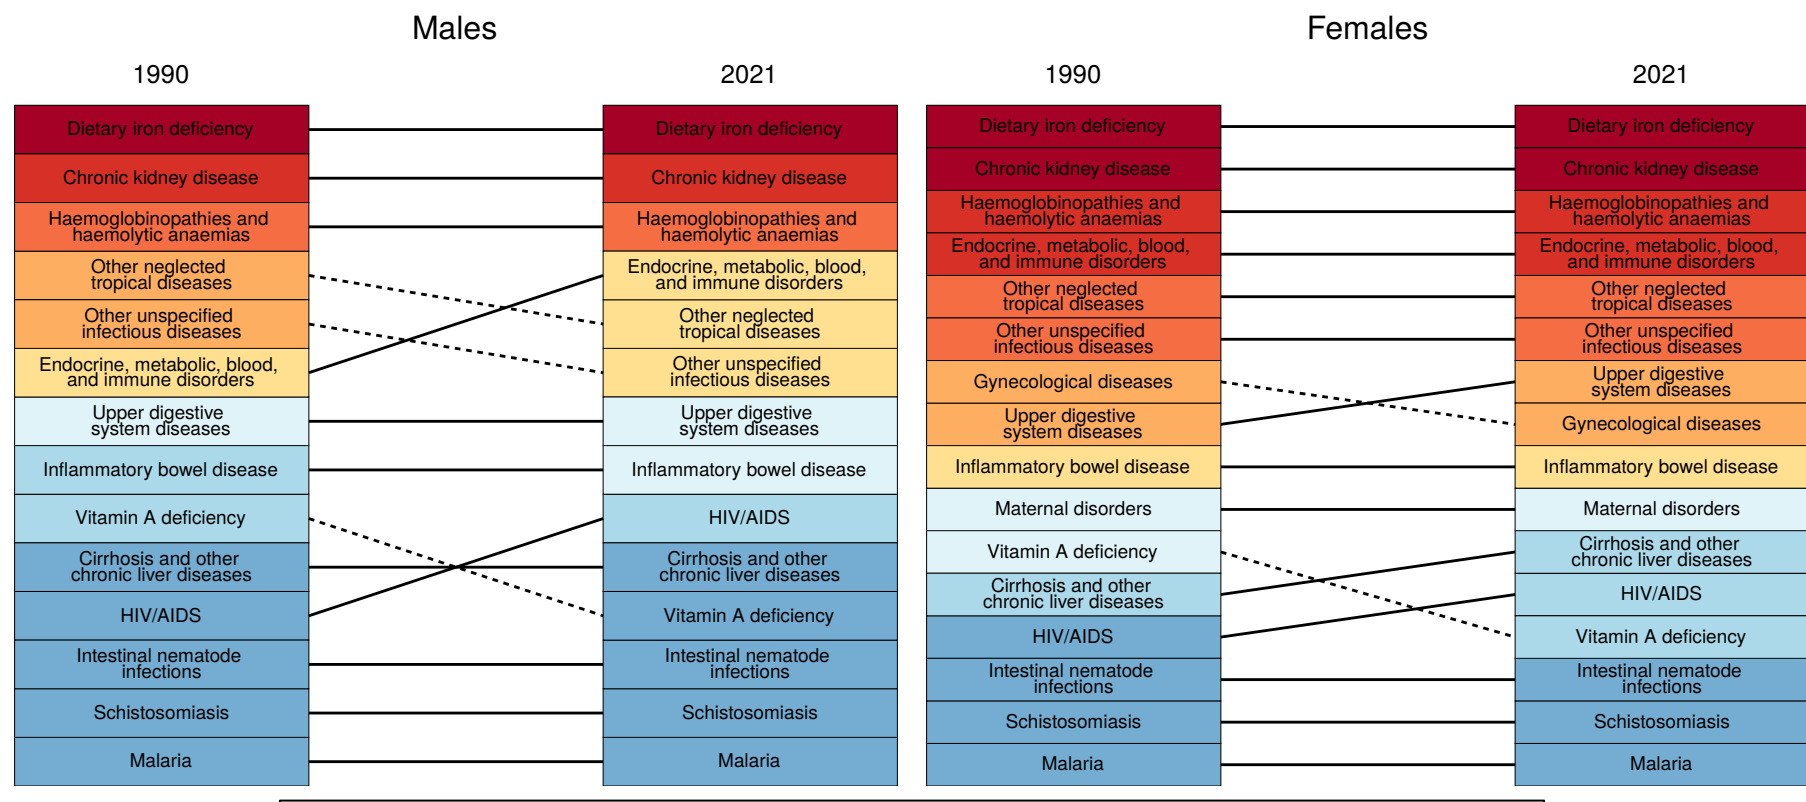 Males
1990
2021
Dietary iron deficiency
Chronic kidney disease
Haemoglobinopathies and
haemolytic anaemias
Other neglected
tropical diseases
Other unspecified
infectious diseases
Endocrine, metabolic, blood,
and immune disorders
Upper digestive
system diseases
Inflammatory bowel disease
Vitamin A deficiency
Cirrhosis and other
chronic liver diseases
HIV/AIDS
Intestinal nematode
infections
Schistosomiasis
Malaria
Dietary iron deficiency
Chronic kidney disease
Haemoglobinopathies and
haemolytic anaemias
Endocrine, metabolic, blood,
and immune disorders
Other neglected
tropical diseases
Other unspecified
infectious diseases
Upper digestive
system diseases
Inflammatory bowel disease
HIV/AIDS
Cirrhosis and other
chronic liver diseases
Vitamin A deficiency
Intestinal nematode
infections
Schistosomiasis
Malaria
Females
1990
2021
Dietary iron deficiency
Chronic kidney disease
Haemoglobinopathies and
haemolytic anaemias
Endocrine, metabolic, blood,
and immune disorders
Other neglected
tropical diseases
Other unspecified
infectious diseases
Gynecological diseases
Upper digestive
system diseases
Inflammatory bowel disease
Maternal disorders
Vitamin A deficiency
Cirrhosis and other
chronic liver diseases
HIV/AIDS
Intestinal nematode
infections
Schistosomiasis
Malaria
Dietary iron deficiency
Chronic kidney disease
Haemoglobinopathies and
haemolytic anaemias
Endocrine, metabolic, blood,
and immune disorders
Other neglected
tropical diseases
Other unspecified
infectious diseases
Upper digestive
system diseases
Gynecological diseases
Inflammatory bowel disease
Maternal disorders
Cirrhosis and other
chronic liver diseases
HIV/AIDS
Vitamin A deficiency
Intestinal nematode
infections
Schistosomiasis
Malaria